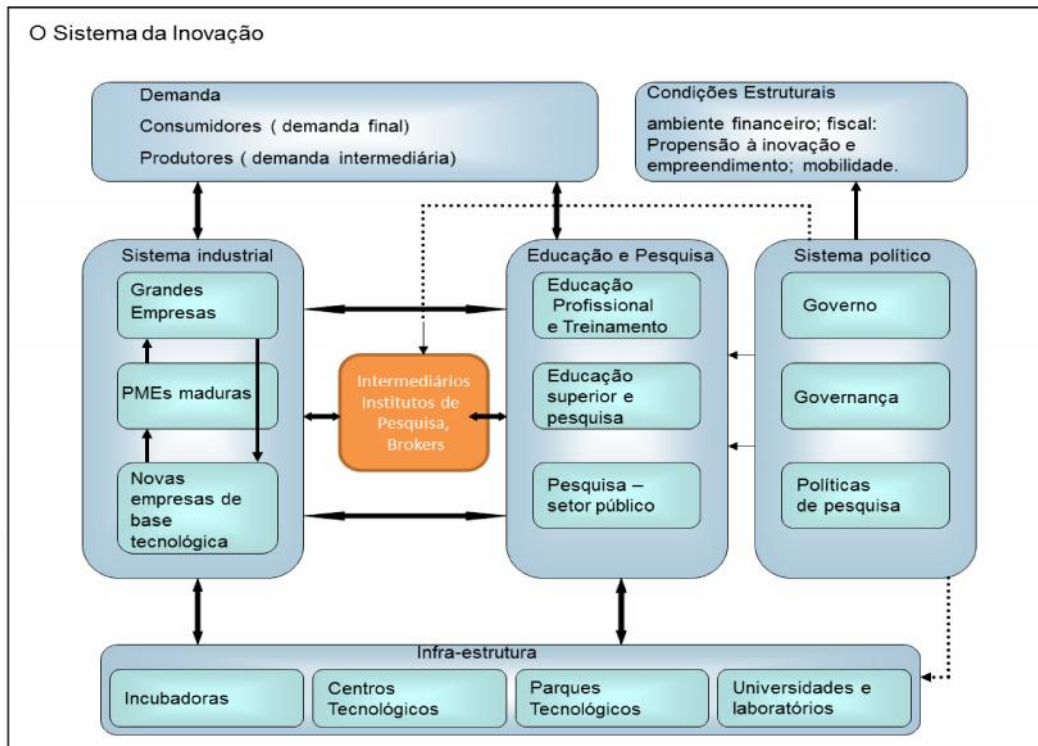 O Sistema da Inovação
Demanda
Consumidores ( demanda final)
Produtores ( demanda intermediária)
Condições Estruturais
ambiente financeiro; fiscal:
Propensão à inovação e
empreendimento; mobilidade.
Sistema industrial
Grandes
Empresas
PMEs maduras
Novas
empresas de
base
tecnológica
Intermediários
Institutos de
Pesquisa,
Brokers
Educação e Pesquisa
Educação
Profissional
e Treinamento
Educação
superior e
pesquisa
Pesquisa –
setor público
Sistema político
Governo
Governança
Políticas
de pesquisa
Infra-estrutura
Incubadoras
Centros
Tecnológicos
Parques
Tecnológicos
Universidades e
laboratórios